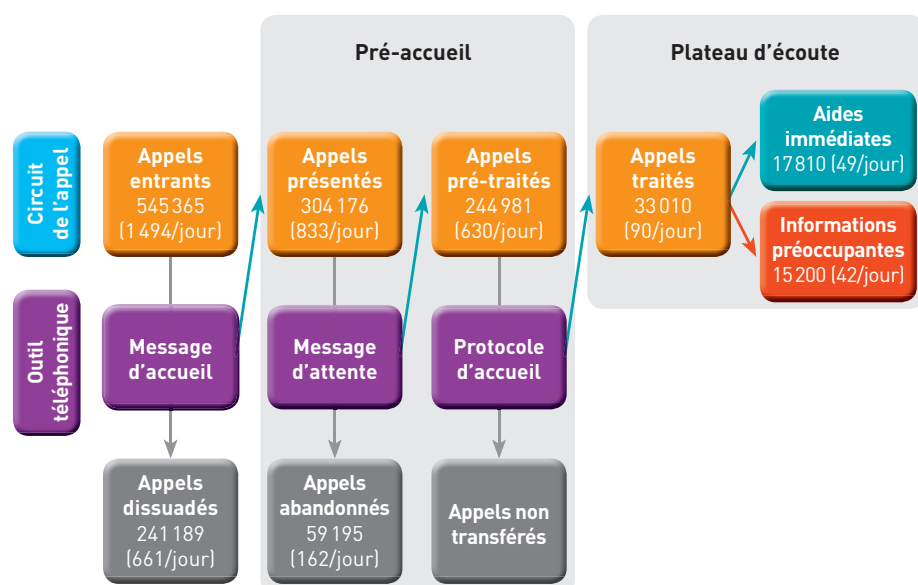 Pré-accueil
Plateau d'écoute
Circuit
de l'appel
Appels
entrants
545 365
(1 494/jour)
Appels
présentés
304 176
(833/jour)
Appels
pré-traités
244 981
(630/jour)
Appels
traités
33 010
(90/jour)
Aides
immédiates
17 810 (49/jour)
Informations
préoccupantes
15 200 (42/jour)
Outil
téléphonique
Message
d'accueil
Message
d'attente
Protocole
d'accueil
Appels
dissuadés
241 189
(661/jour)
Appels
abandonnés
59 195
(162/jour)
Appels non
transférés